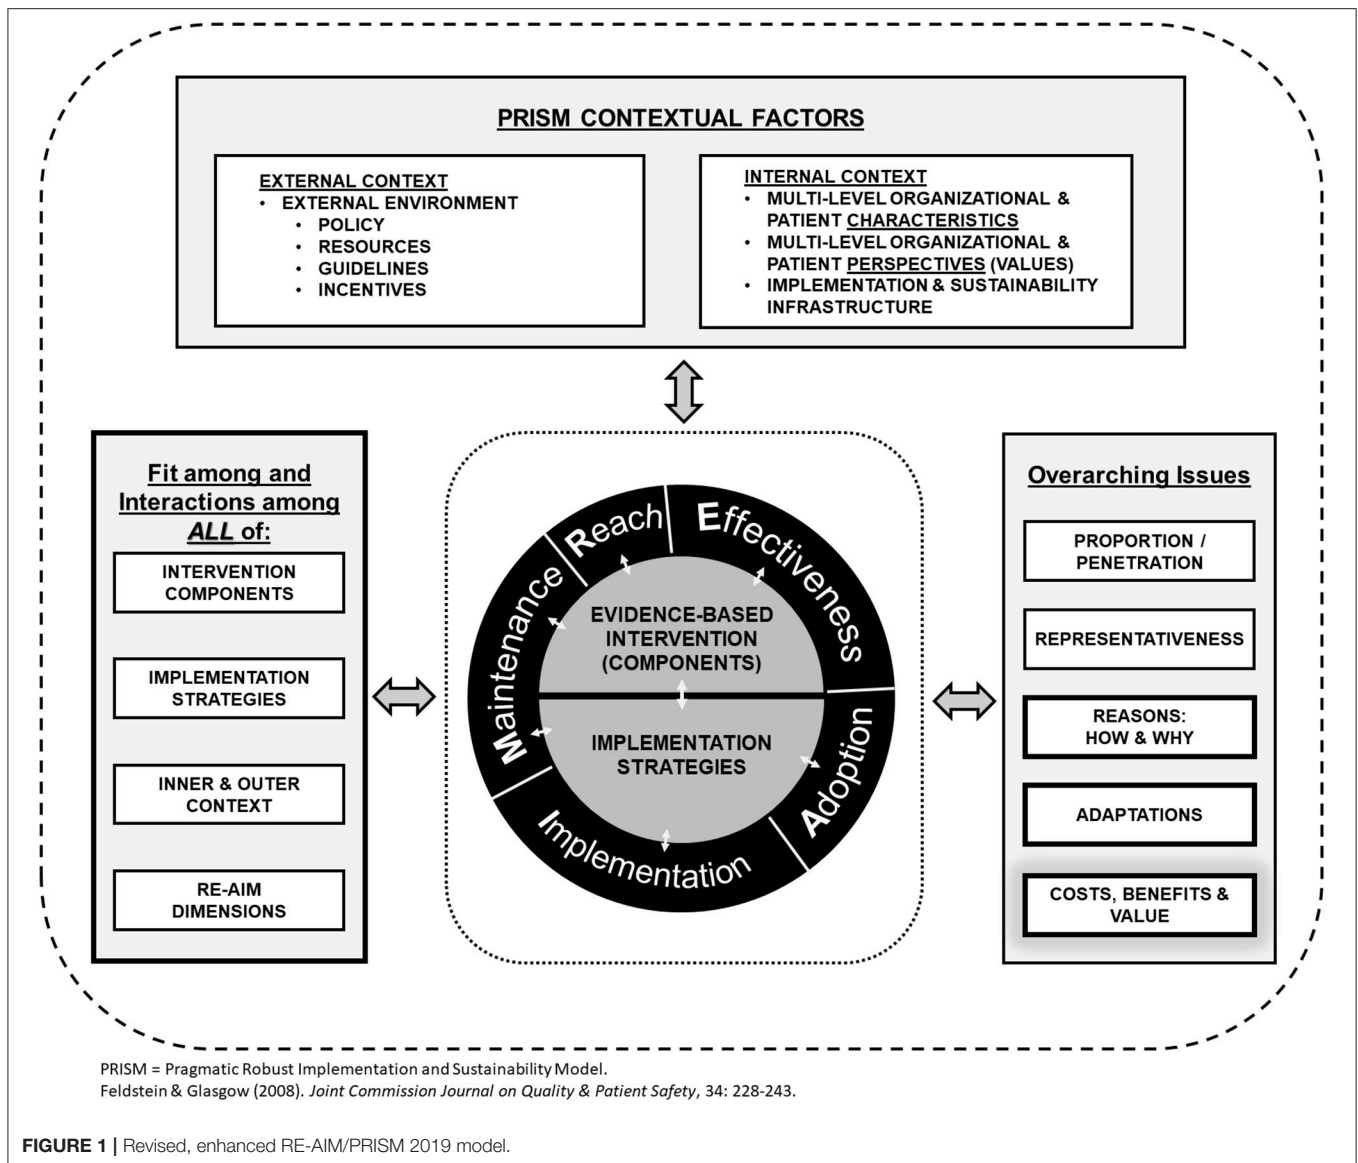 PRISM CONTEXTUAL FACTORS
EXTERNAL CONTEXT
• EXTERNAL ENVIRONMENT
• POLICY
• RESOURCES
• GUIDELINES
• INCENTIVES
INTERNAL CONTEXT
• MULTI-LEVEL ORGANIZATIONAL &
PATIENT CHARACTERISTICS
• MULTI-LEVEL ORGANIZATIONAL &
PATIENT PERSPECTIVES (VALUES)
• IMPLEMENTATION & SUSTAINABILITY
INFRASTRUCTURE
Fit among and
Interactions among
ALL of:
INTERVENTION
COMPONENTS
IMPLEMENTATION
STRATEGIES
INNER & OUTER
CONTEXT
RE-AIM
DIMENSIONS
Reach
Effectiveness
Adoption
Implementation
Maintenance
EVIDENCE-BASED
INTERVENTION
(COMPONENTS)
IMPLEMENTATION
STRATEGIES
Overarching Issues
PROPORTION /
PENETRATION
REPRESENTATIVENESS
REASONS:
HOW & WHY
ADAPTATIONS
COSTS, BENEFITS &
VALUE
PRISM = Pragmatic Robust Implementation and Sustainability Model.
Feldstein & Glasgow (2008). Joint Commission Journal on Quality & Patient Safety, 34: 228-243.
FIGURE 1 | Revised, enhanced RE-AIM/PRISM 2019 model.